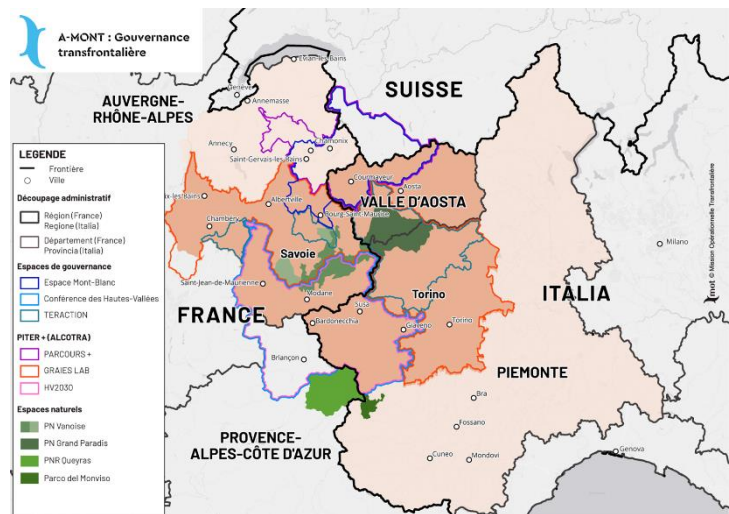 A-MONT : Gouvernance
transfrontalière
Evian-les-Bains
SUISSE
Genève
Annemasse
AUVERGNE-
RHÔNE-ALPES
Annecy
Chamonix
Saint-Gervais-les-Bains
Courmayeur
Aosta
VALLE D'AOSTA
ix-les Bains
Albertville
Bourg-Saint-Maurice
Chambéry
Milano
Savoie
Torino
ITALIA
Saint-Jean-de-Maurienne
Modane
FRANCE
Susa
Bardonecchia
Giaveno
Torino
Briançon
PIEMONTE
Bra
Fossano
PROVENCE-
ALPES-CÔTE D'AZUR
Cuneo
Mondovì
Genova
LEGENDE
Frontière
Ville
Découpage administratif
Région (France)
Regione (Italia)
Département (France)
Provincia (Italia)
Espaces de gouvernance
Espace Mont-Blanc
Conférence des Hautes-Vallées
TERACTION
PITER + (ALCOTRA)
PARCOURS +
GRAIES LAB
HV2030
Espaces naturels
PN Vanoise
PN Grand Paradis
PNR Queyras
Parco del Monviso
mot © Mission Opérationnelle Transfrontalière